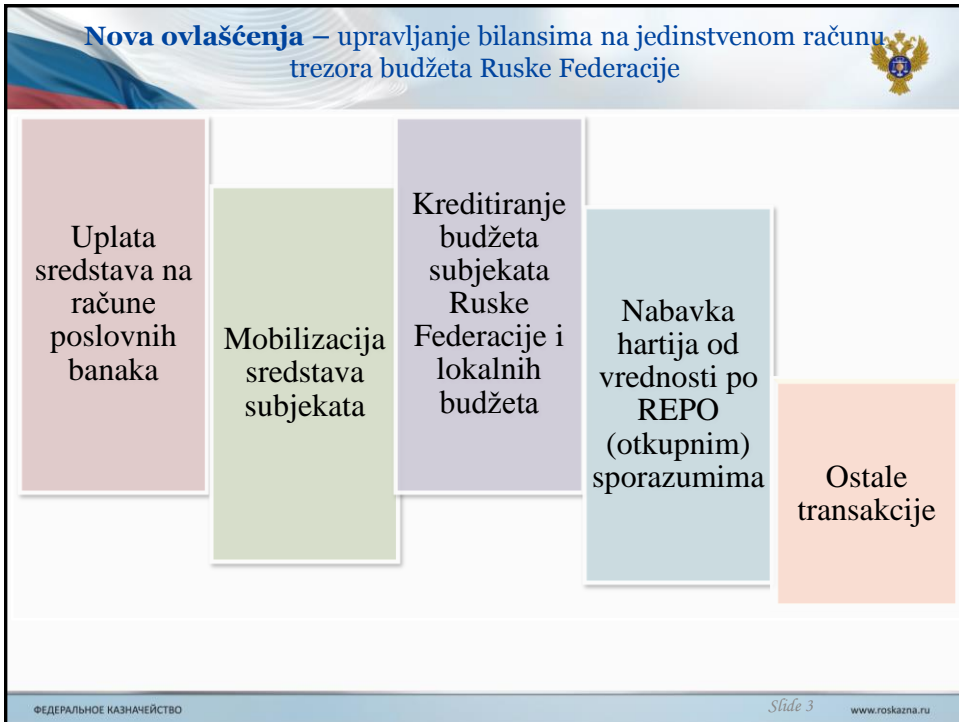 Nova ovlašćenja – upravljanje bilansima na jedinstvenom računu
trezora budžeta Ruske Federacije
Uplata
sredstava na
račune
poslovnih
banaka
Mobilizacija
sredstava
subjekata
Kreditiranje
budžeta
subjekata
Ruske
Federacije i
lokalnih
budžeta
Nabavka
hartija od
vrednosti po
REPO
(otkupnim)
sporazumima
Ostale
transakcije
ФЕДЕРАЛЬНОЕ КАЗНАЧЕЙСТВО
Slide 3
www.roskazna.ru